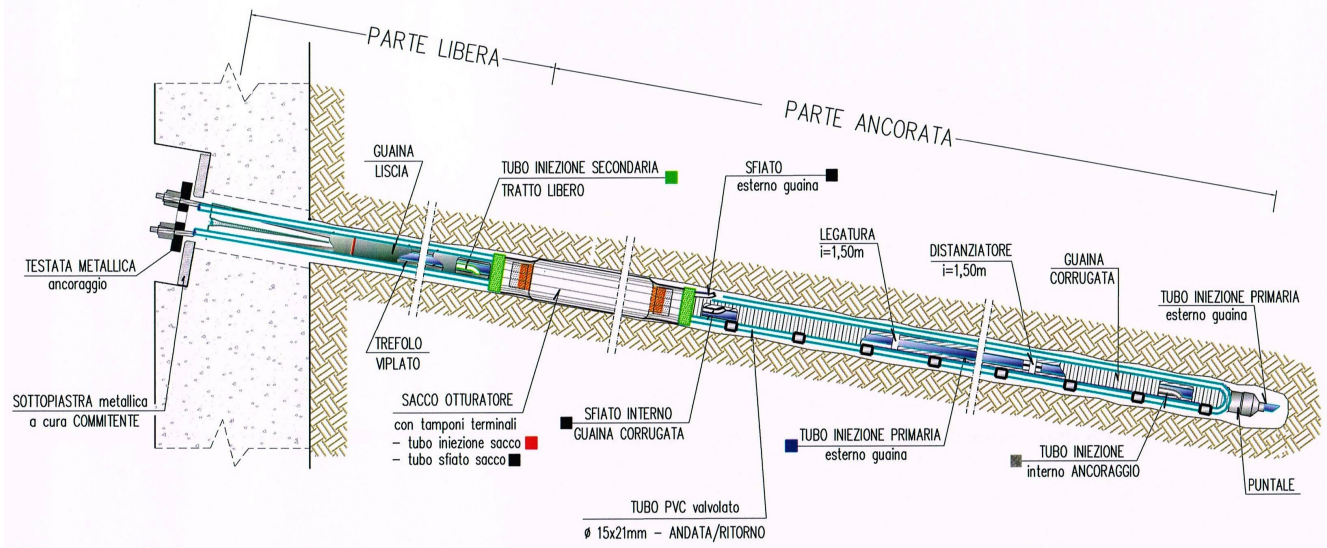 PARTE LIBERA
PARTE ANCORATA
GUAINA
LISCIA
TUBO INIEZIONE SECONDARIA
TRATTO LIBERO
SFIATO
esterno guaina
LEGATURA
i=1,50m
DISTANZIATORE
i=1,50m
GUAINA
CORRUGATA
TUBO INIEZIONE PRIMARIA
esterno guaina
TESTATA METALLICA
ancoraggio
TREFOLO
VIPLATO
SOTTOPIASTRA metallica
a cura COMMITENTE
SACCO OTTURATORE
con tamponi terminali
- tubo iniezione sacco
- tubo sfiato sacco
SFIATO INTERNO
GUAINA CORRUGATA
TUBO INIEZIONE PRIMARIA
esterno guaina
TUBO INIEZIONE
interno ANCORAGGIO
PUNTALE
TUBO PVC valvolato
ø 15x21mm - ANDATA/RITORNO